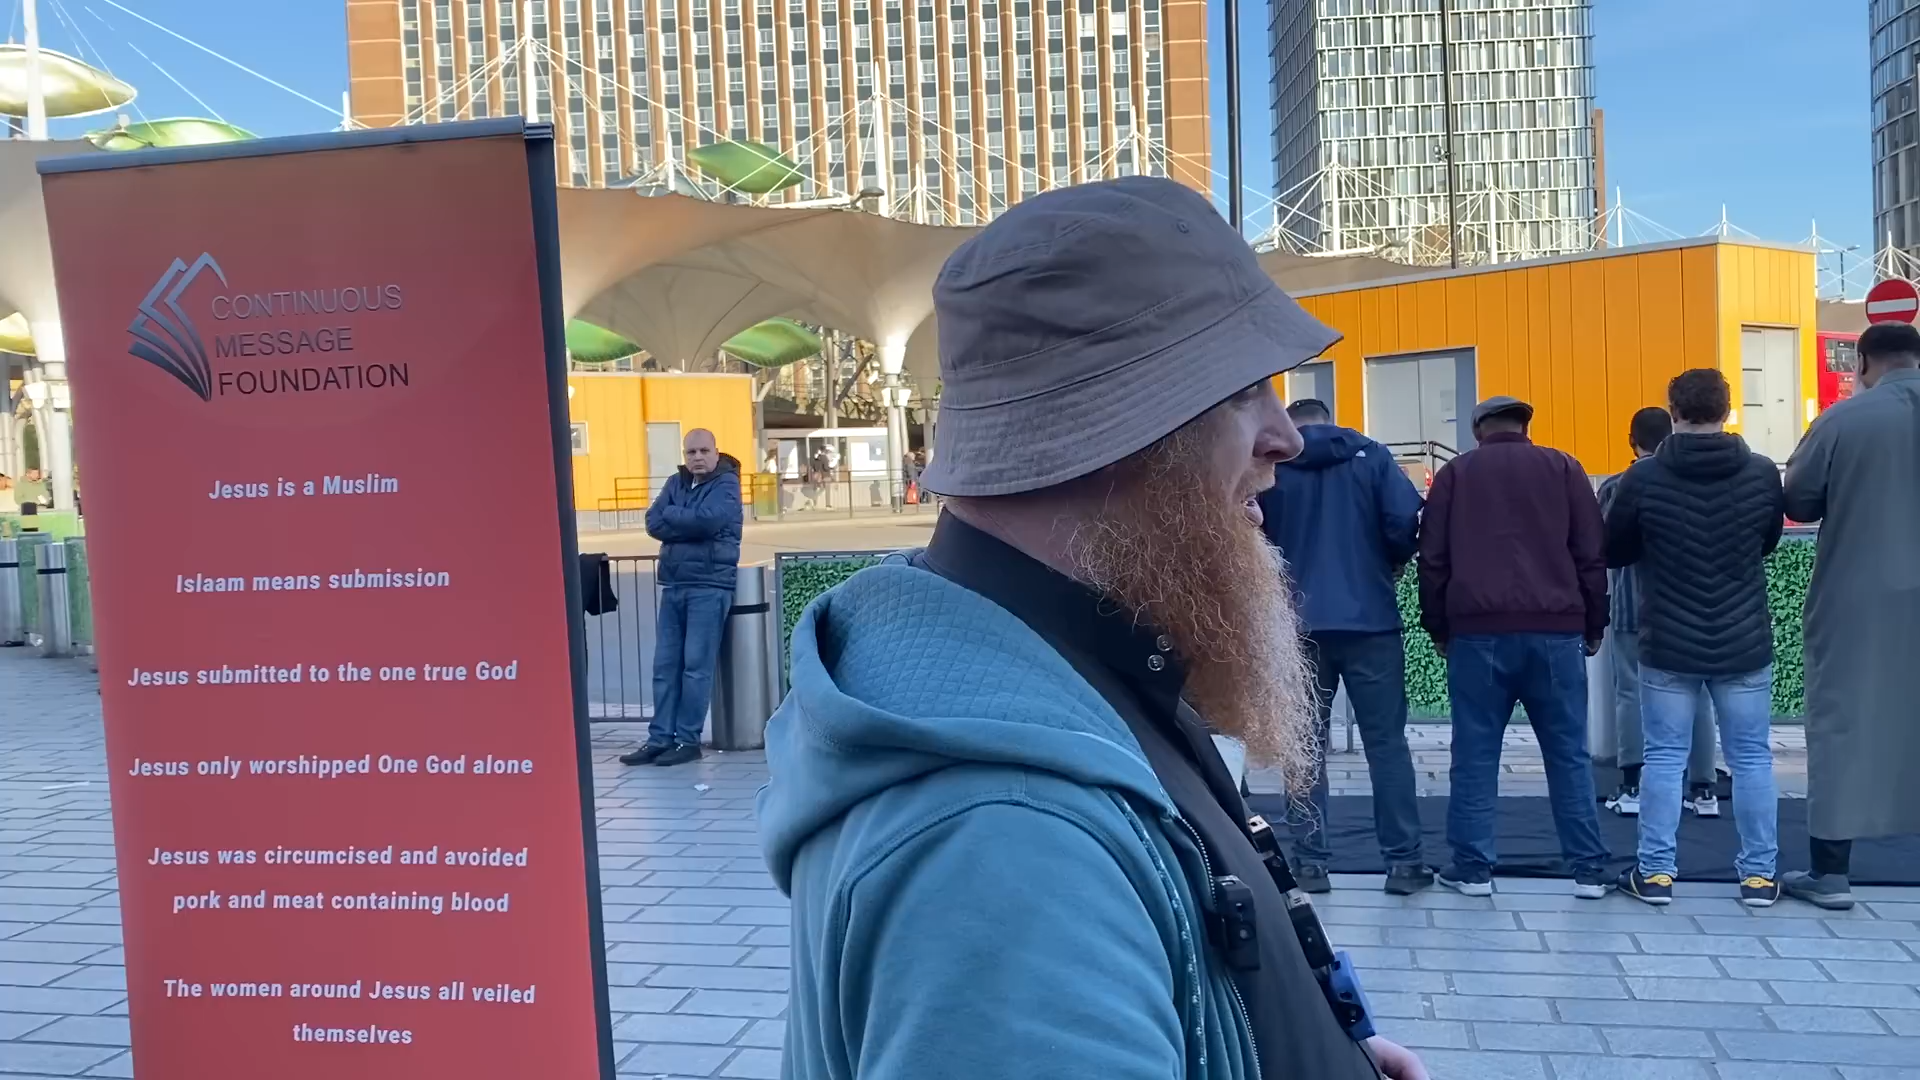 CONTINUOUS
MESSAGE
FOUNDATION
Jesus is a Muslim
Islaam means submission
Jesus submitted to the one true God
Jesus only worshipped One God alone
Jesus was circumcised and avoided
pork and meat containing blood
The women around Jesus all veiled
themselves